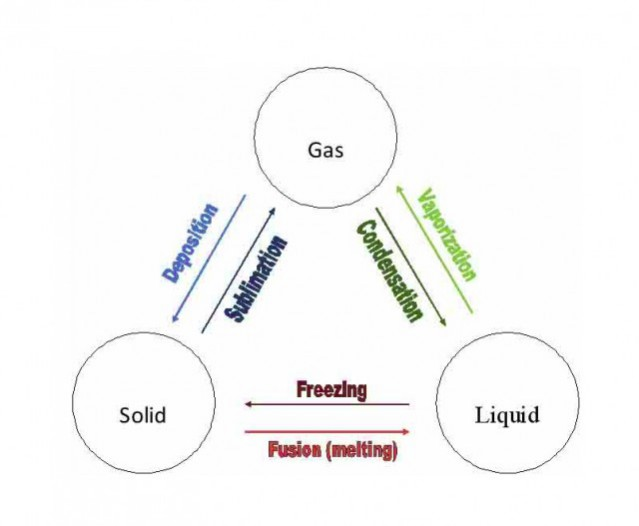 Gas
Deposition
Sublimation
Condensation
Vaporization
Solid
Freezing
Fusion (melting)
Liquid